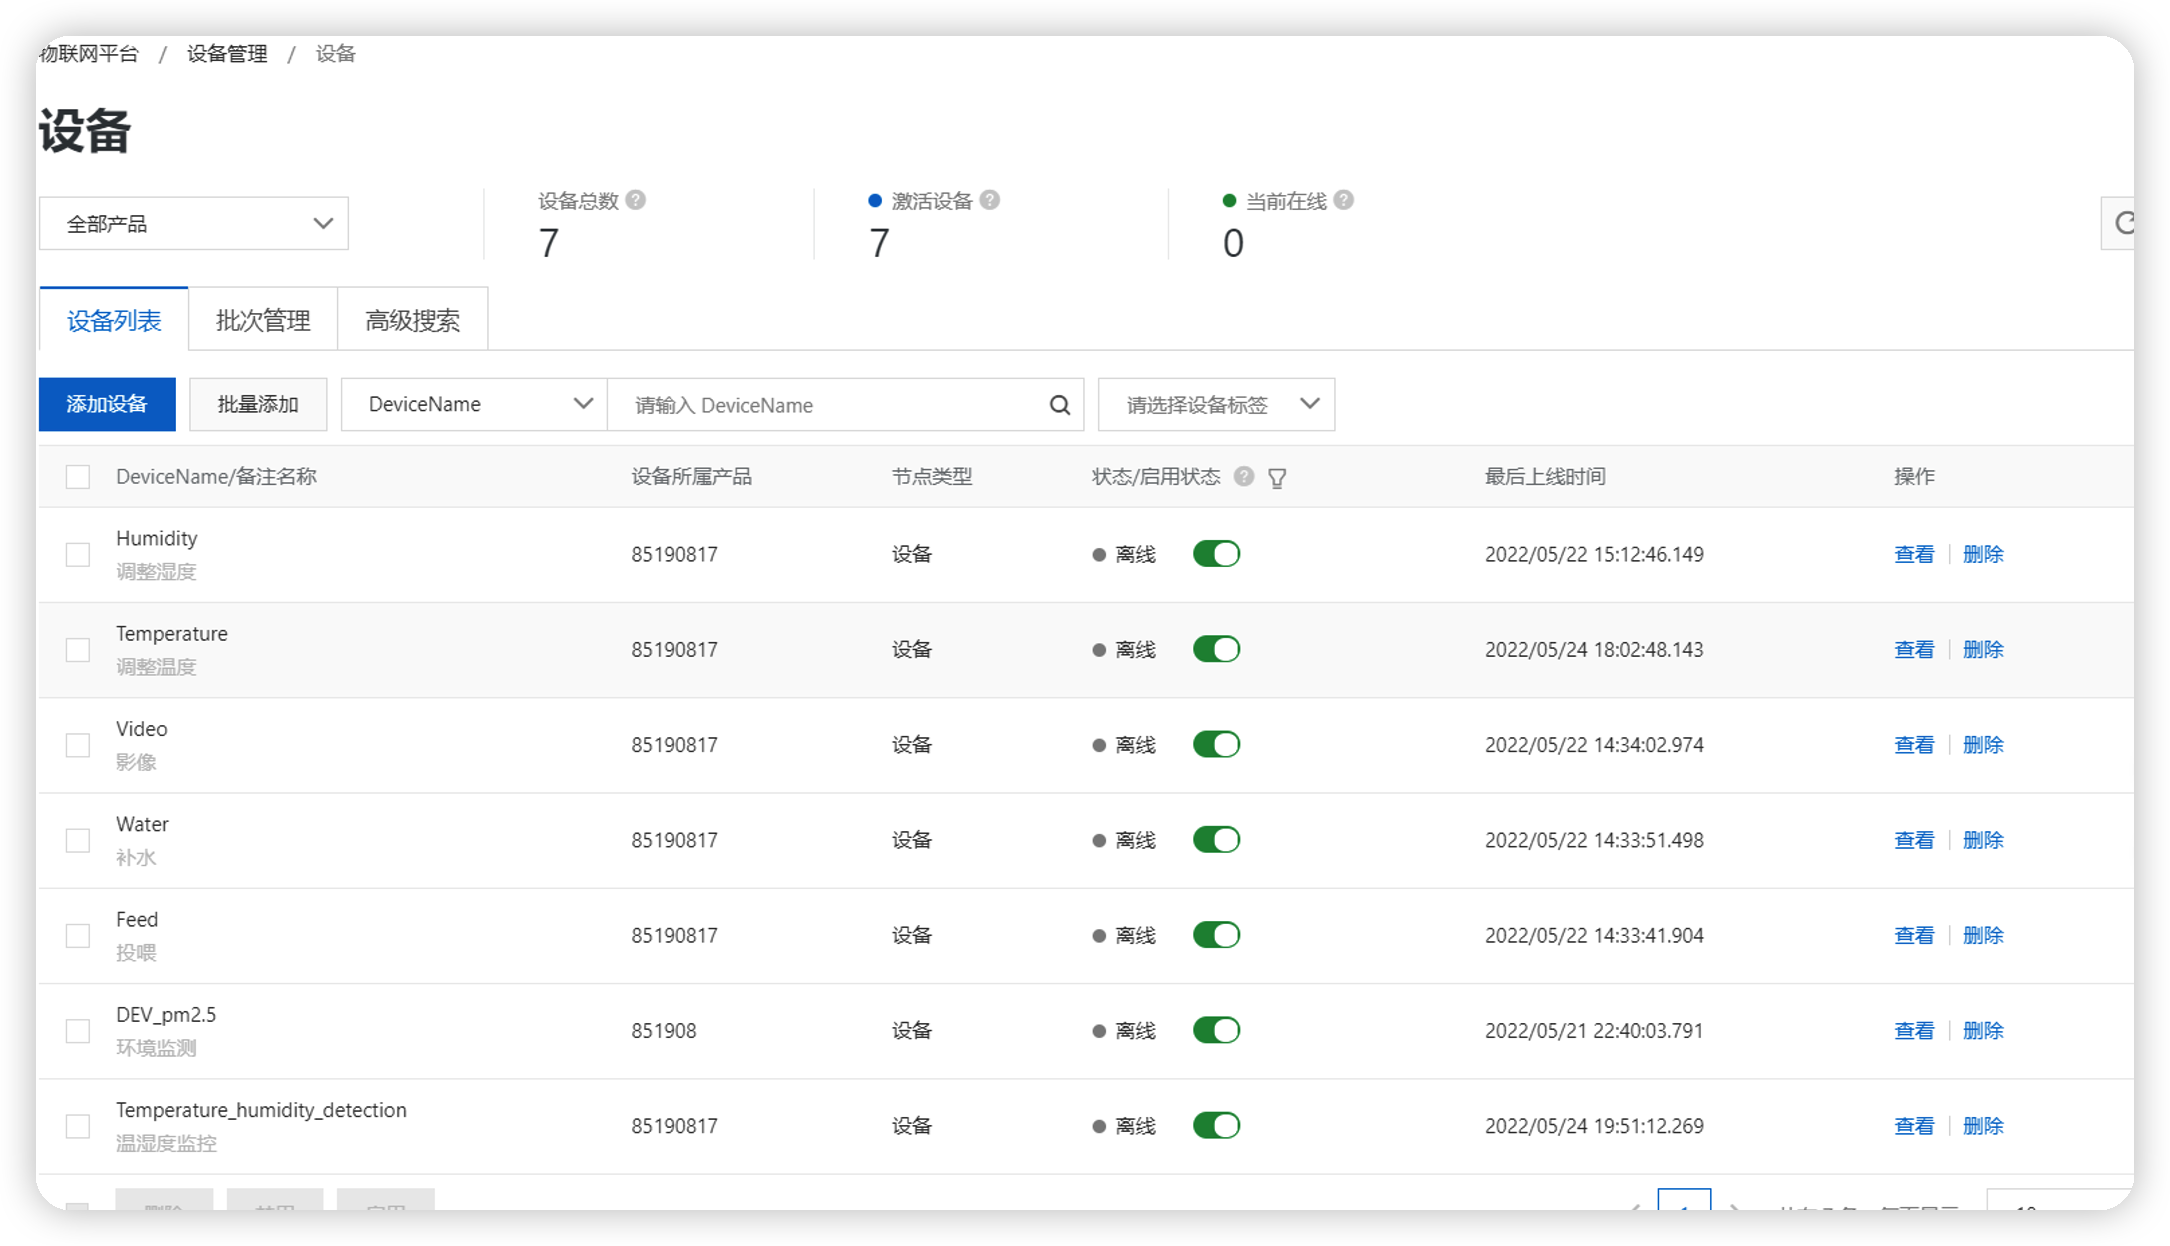 物联网平台 / 设备管理 / 设备
设备
全部产品
设备总数
7
激活设备
7
当前在线
0
设备列表 批次管理 高级搜索
添加设备 批量添加 DeviceName 请输入 DeviceName 请选择设备标签
DeviceName/备注名称 设备所属产品 节点类型 状态/启用状态 最后上线时间 操作
Humidity
调整湿度
85190817 设备 离线 2022/05/22 15:12:46.149 查看 删除
Temperature
调整温度
85190817 设备 离线 2022/05/24 18:02:48.143 查看 删除
Video
影像
85190817 设备 离线 2022/05/22 14:34:02.974 查看 删除
Water
补水
85190817 设备 离线 2022/05/22 14:33:51.498 查看 删除
Feed
投喂
85190817 设备 离线 2022/05/22 14:33:41.904 查看 删除
DEV_pm2.5
环境监测
851908 设备 离线 2022/05/21 22:40:03.791 查看 删除
Temperature_humidity_detection
温湿度监控
85190817 设备 离线 2022/05/24 19:51:12.269 查看 删除